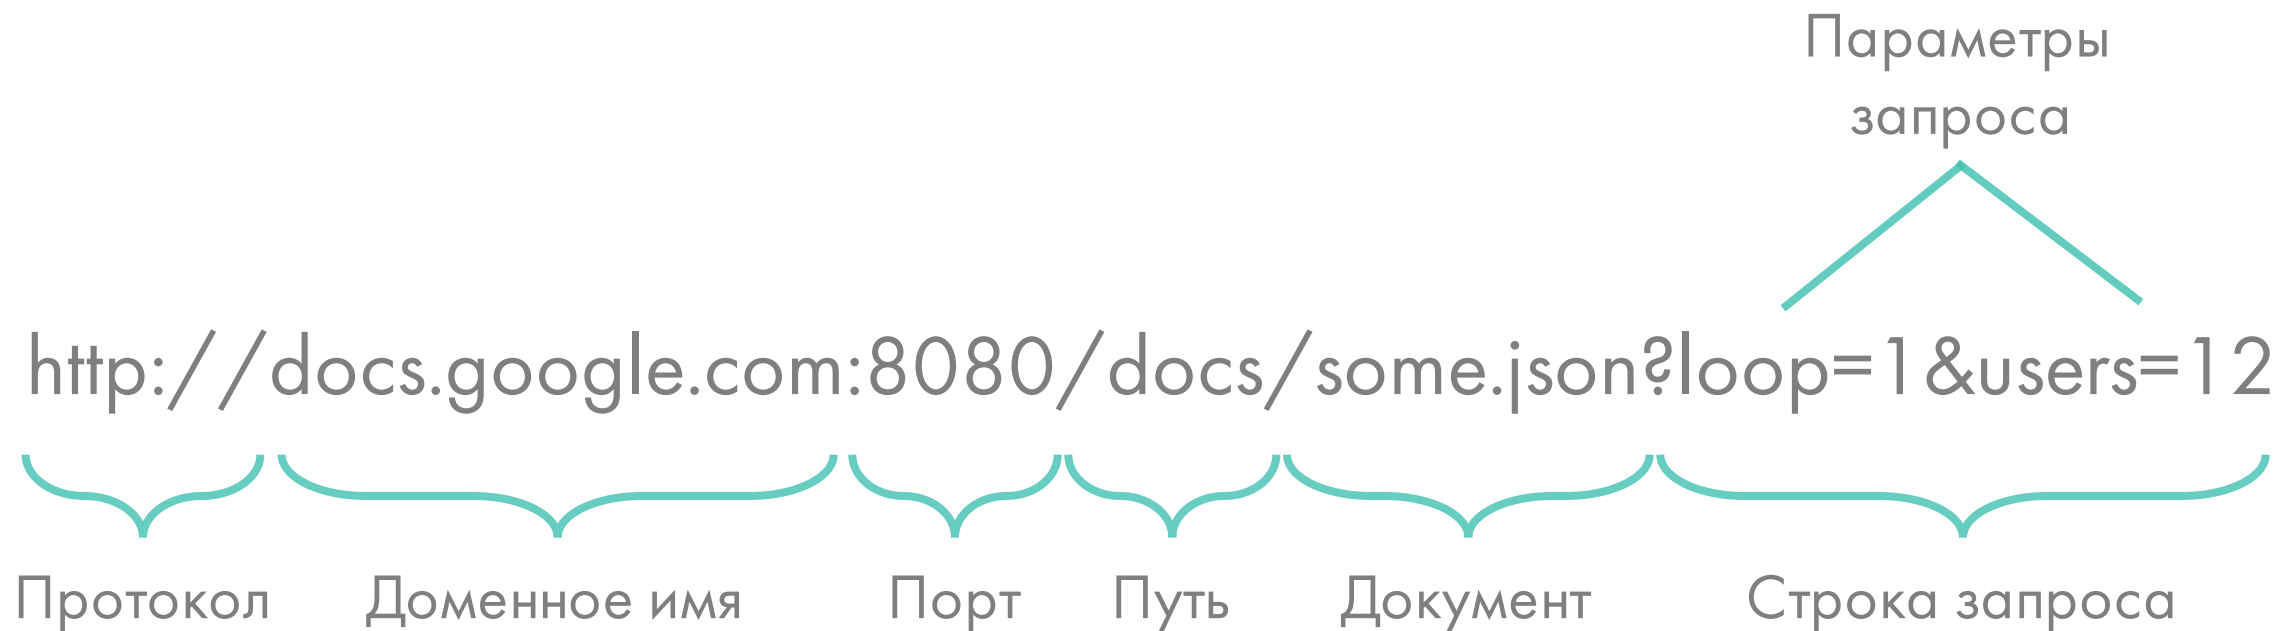 Параметры
запроса
http://docs.google.com:8080/docs/some.json?loop=1&users=12
Протокол Доменное имя Порт Путь Документ Строка запроса